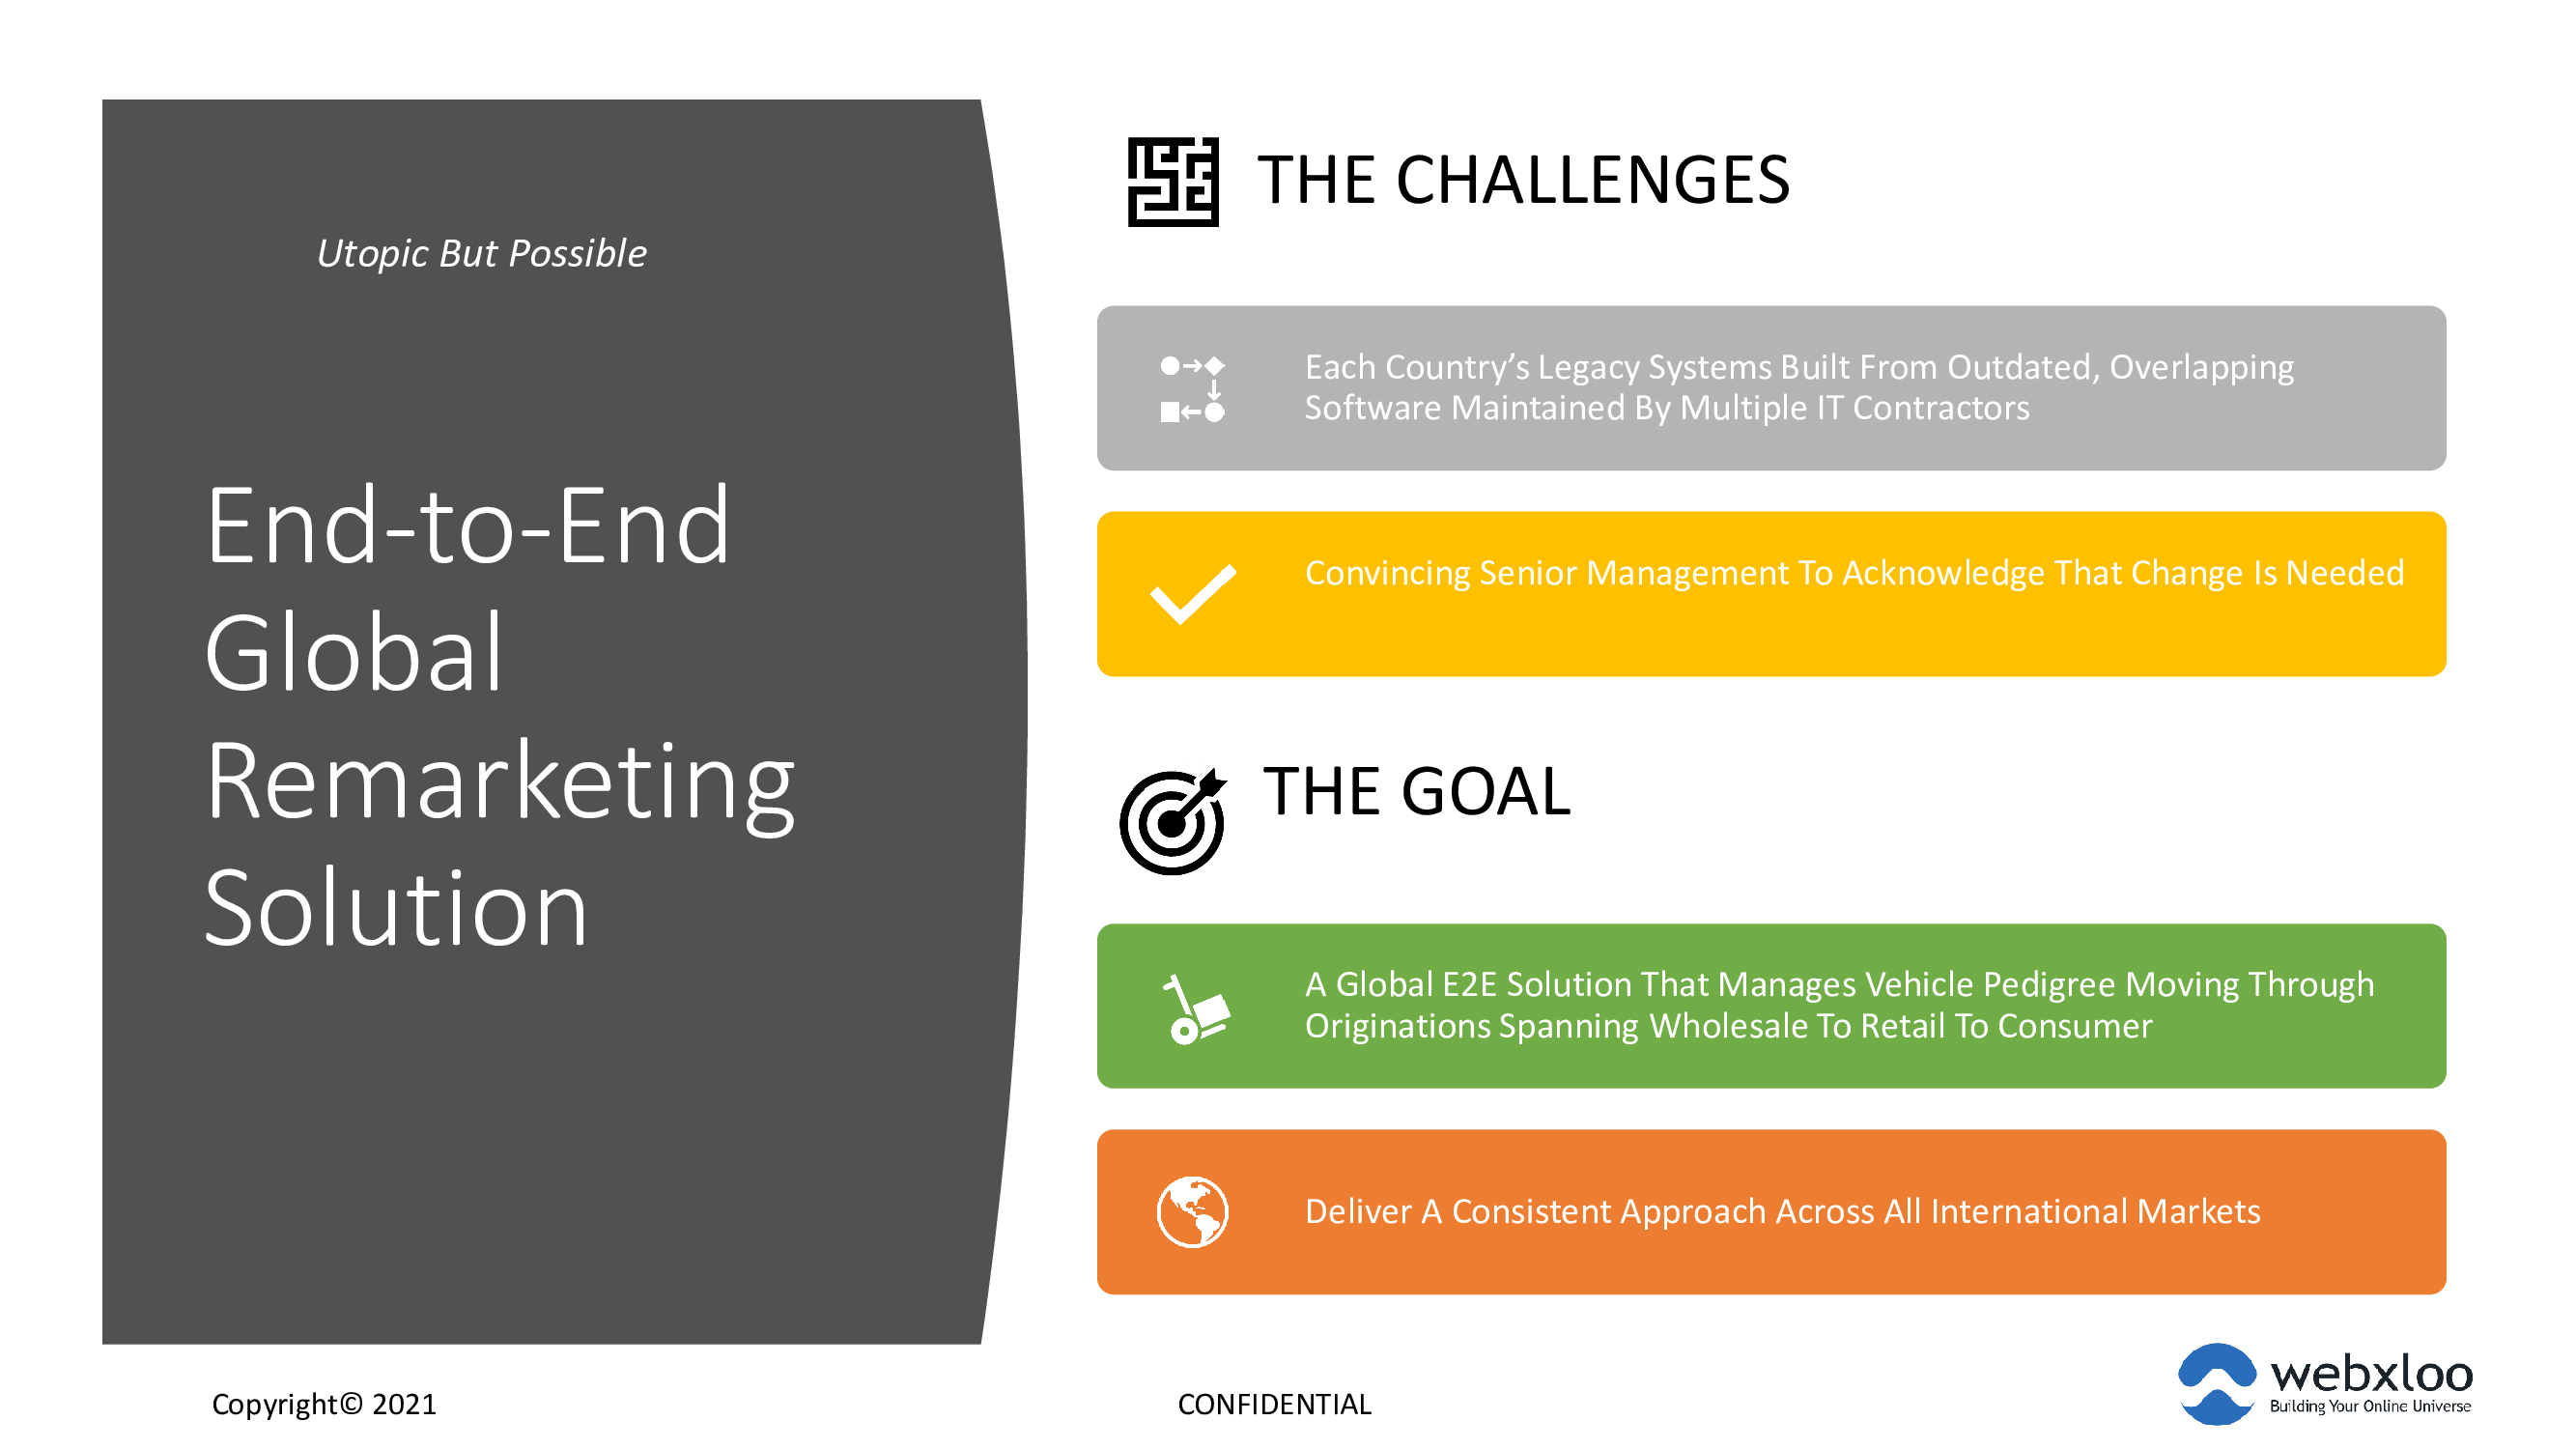 Utopic But Possible
End-to-End
Global
Remarketing
Solution
THE CHALLENGES
Each Country’s Legacy Systems Built From Outdated, Overlapping
Software Maintained By Multiple IT Contractors
Convincing Senior Management To Acknowledge That Change Is Needed
THE GOAL
A Global E2E Solution That Manages Vehicle Pedigree Moving Through
Originations Spanning Wholesale To Retail To Consumer
Deliver A Consistent Approach Across All International Markets
Copyright© 2021
CONFIDENTIAL
webxloo
Building Your Online Universe